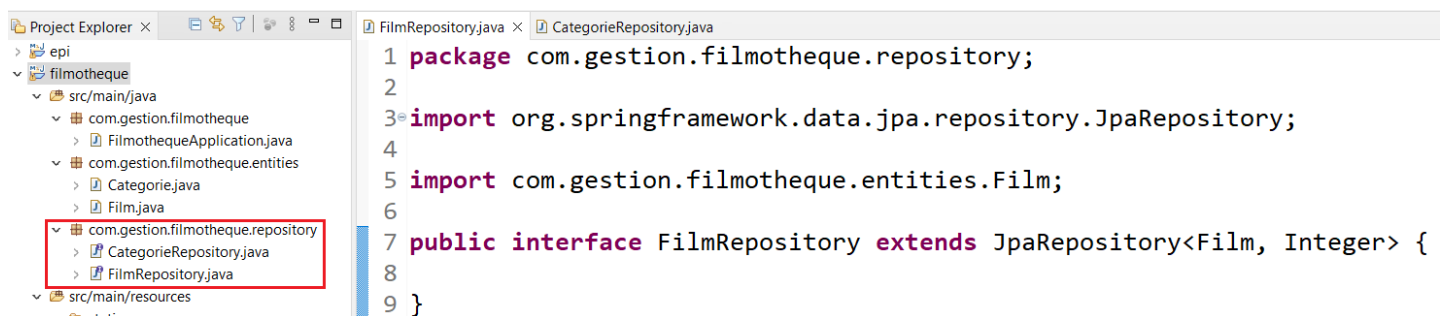 Project Explorer
epi
filmotheque
src/main/java
com.gestion.filmotheque
FilmothequeApplication.java
com.gestion.filmotheque.entities
Categorie.java
Film.java
com.gestion.filmotheque.repository
CategorieRepository.java
FilmRepository.java
src/main/resources
FilmRepository.java CategorieRepository.java
1 package com.gestion.filmotheque.repository;
2
3 import org.springframework.data.jpa.repository.JpaRepository;
4
5 import com.gestion.filmotheque.entities.Film;
6
7 public interface FilmRepository extends JpaRepository<Film, Integer> {
8
9 }